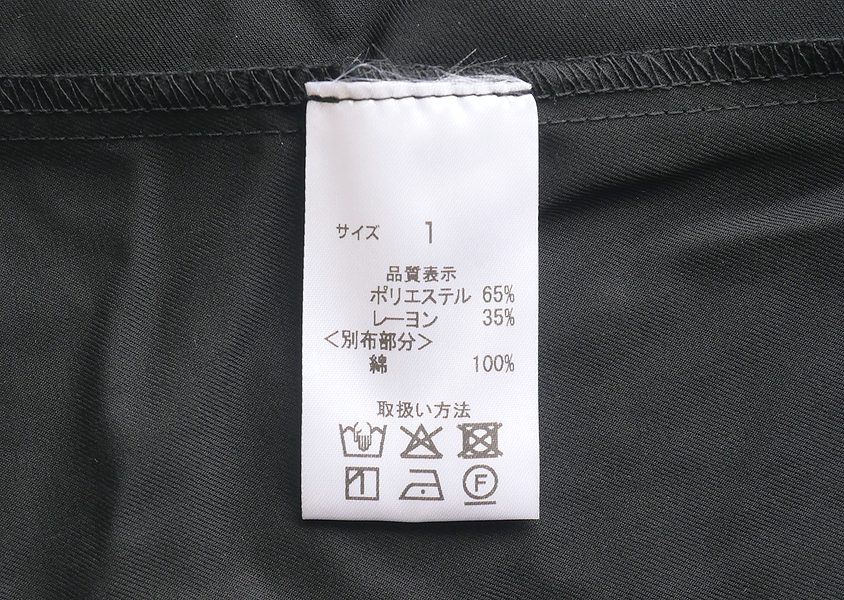 サイズ 1
品質表示
ポリエステル 65%
レーヨン 35%
<別布部分>
綿 100%
取扱い方法
F